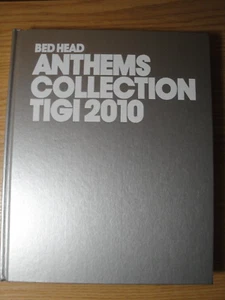 BED HEAD
ANTHEMS
COLLECTION
TIGI 2010